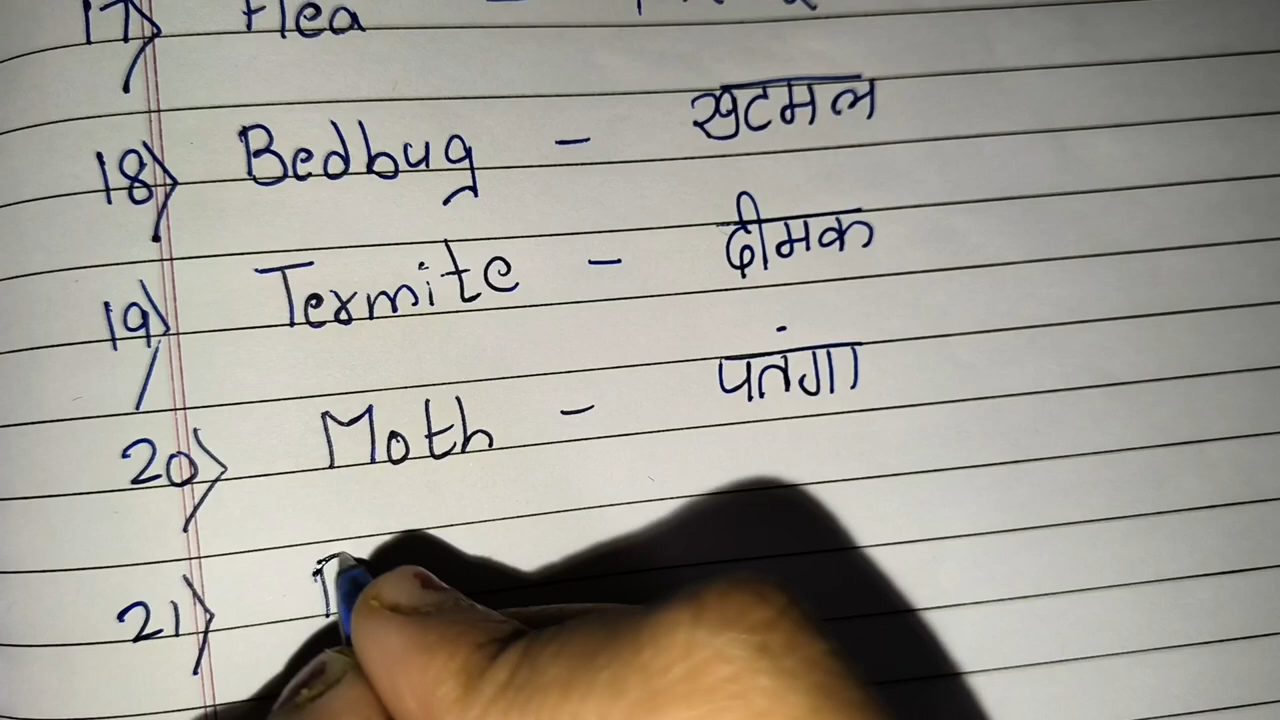 17) Flea -
18) Bedbug - खटमल
19) Termite - दीमक
20) Moth - पतंगा
21)